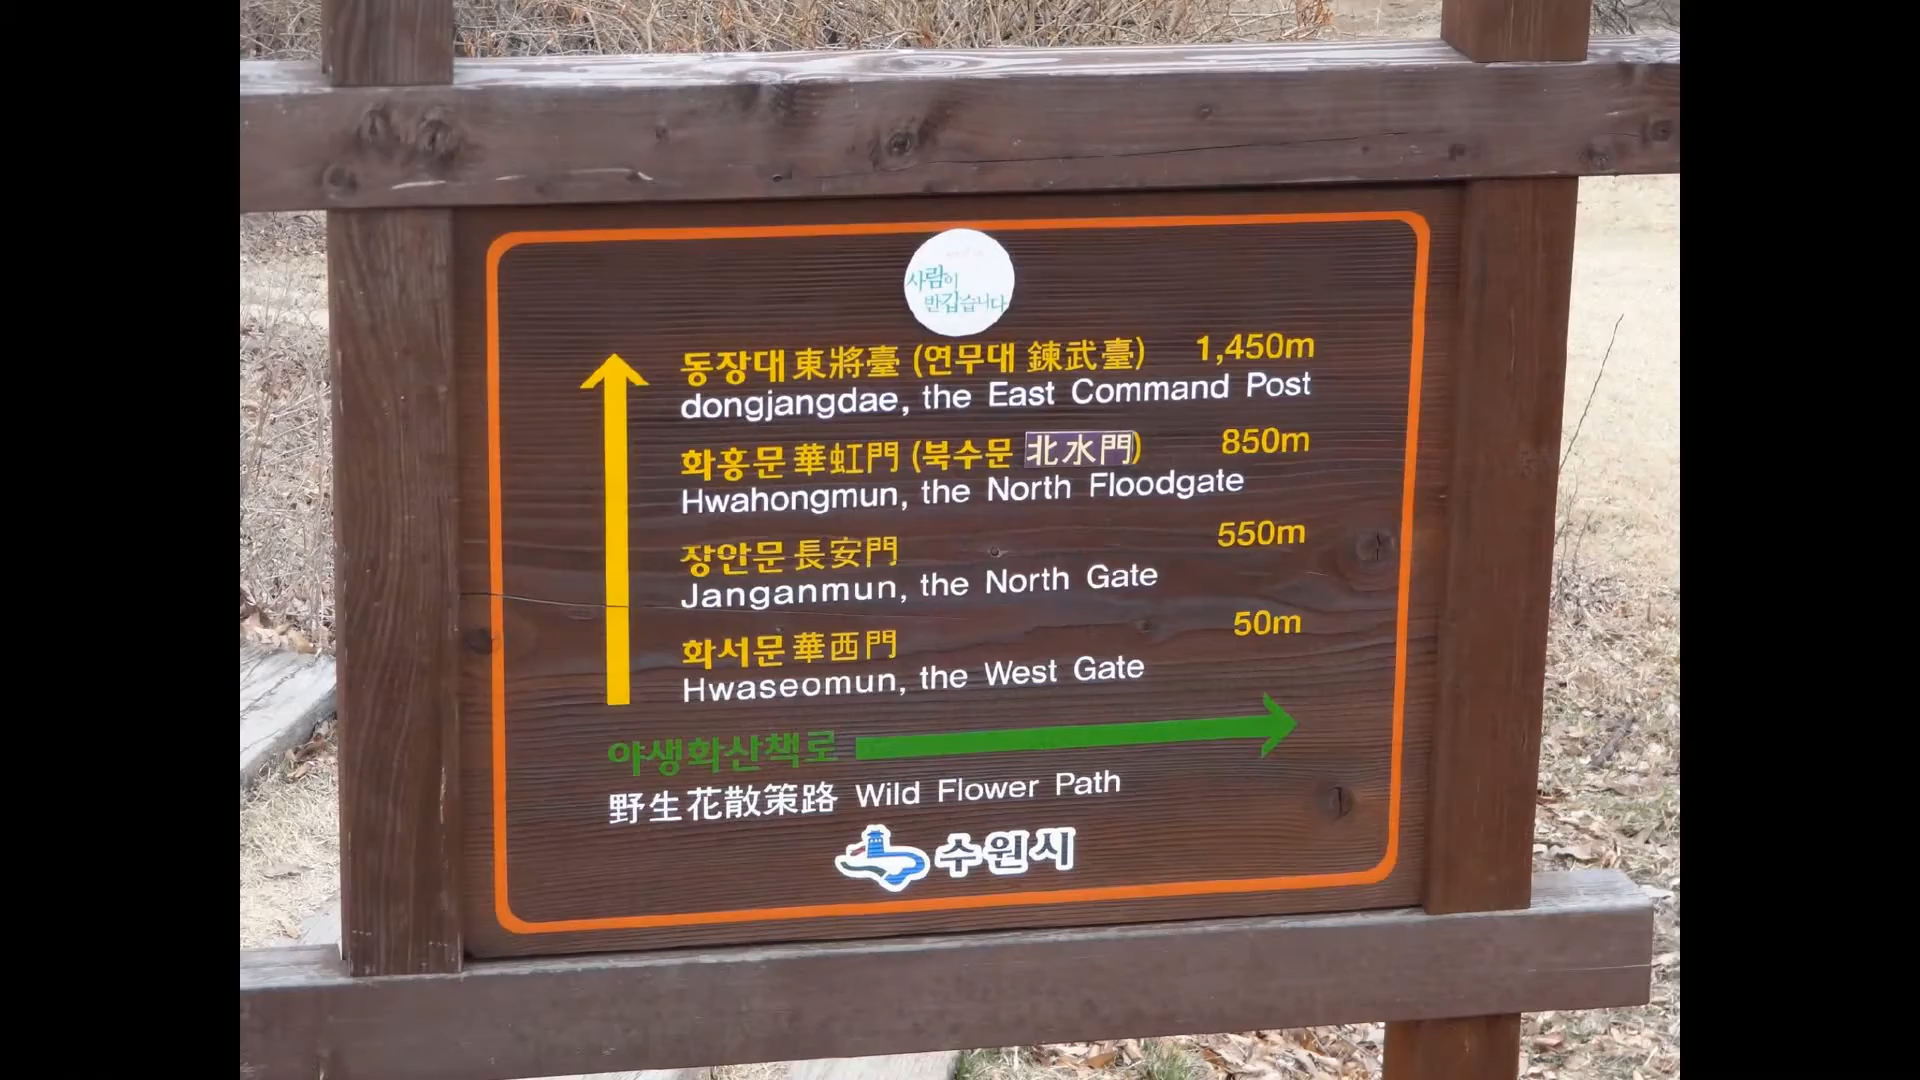 사람이
반갑습니다
동장대 東將臺 (연무대 鍊武臺) 1,450m
dongjangdae, the East Command Post
화홍문 華虹門 (북수문 北水門) 850m
Hwahongmun, the North Floodgate
장안문 長安門 550m
Janganmun, the North Gate
화서문 華西門 50m
Hwaseomun, the West Gate
야생화산책로
野生花散策路 Wild Flower Path
수원시